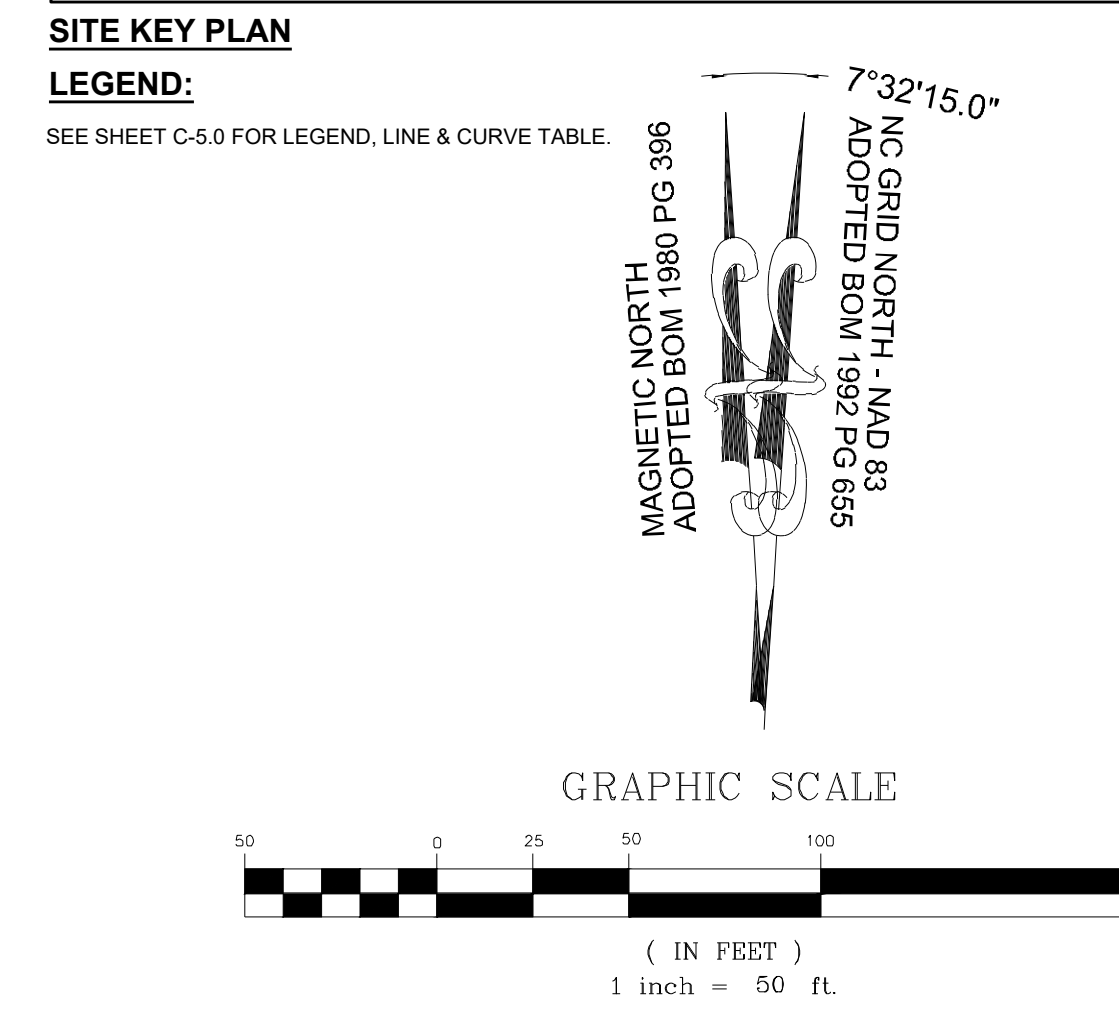 SITE KEY PLAN
LEGEND:
SEE SHEET C-5.0 FOR LEGEND, LINE & CURVE TABLE.
7°32'15.0"
MAGNETIC NORTH
ADOPTED BOM 1980 PG 396
NC GRID NORTH - NAD 83
ADOPTED BOM 1992 PG 655
GRAPHIC SCALE
50 0 25 50 100
( IN FEET )
1 inch = 50 ft.